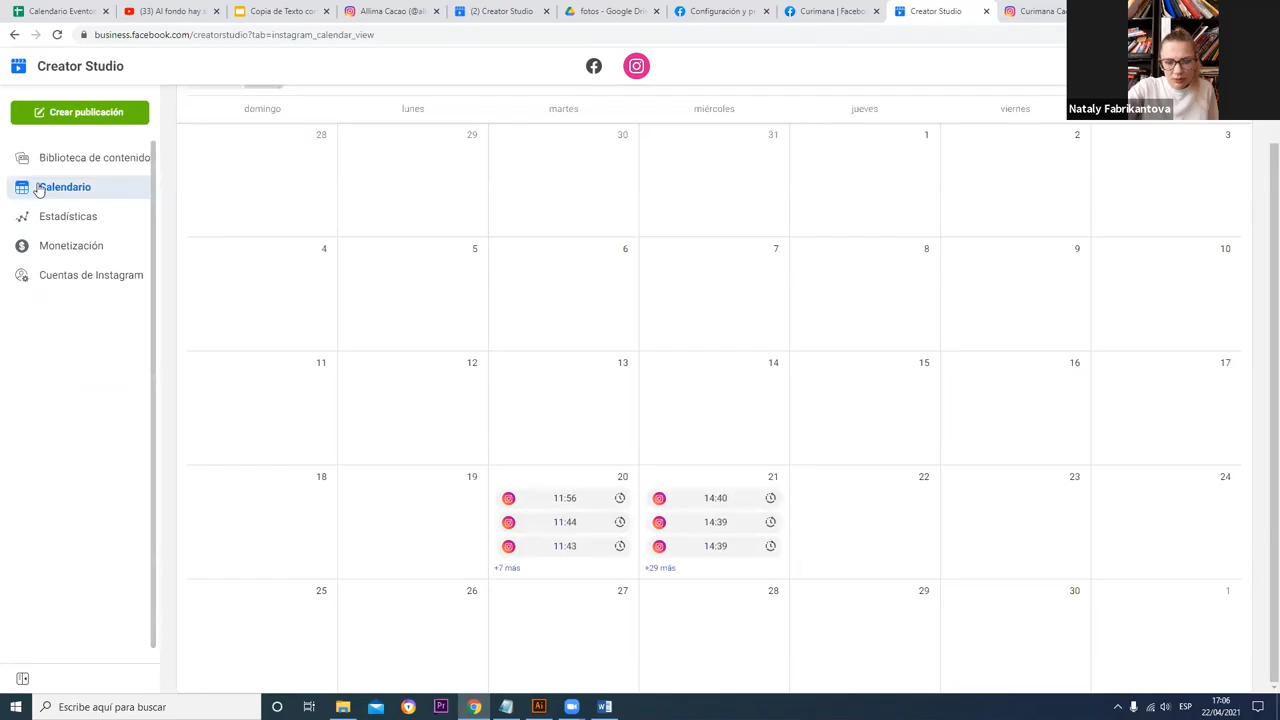 Calendario Evento
(33) Al fondo hay s
Copia de Texto con
Allima Cacao (@ali
(2) Creator Studio
fotos - Google Dri
Configuración y p
Curimana | Faceb
Creator Studio
Curimana Ca
business.facebook.com/creatorstudio?tab=instagram_calendar_view
Creator Studio
Nataly Fabrikantova
Crear publicación
Biblioteca de contenido
Calendario
Estadísticas
Monetización
Cuentas de Instagram
domingo lunes martes miércoles jueves viernes
28 29 30 31 1 2 3
4 5 6 7 8 9 10
11 12 13 14 15 16 17
18 19 20 21 22 23 24
11:56 14:40
11:44 14:39
11:43 14:39
+7 más +29 más
25 26 27 28 29 30 1
Escribe aquí para buscar
ESP
17:06
22/04/2021